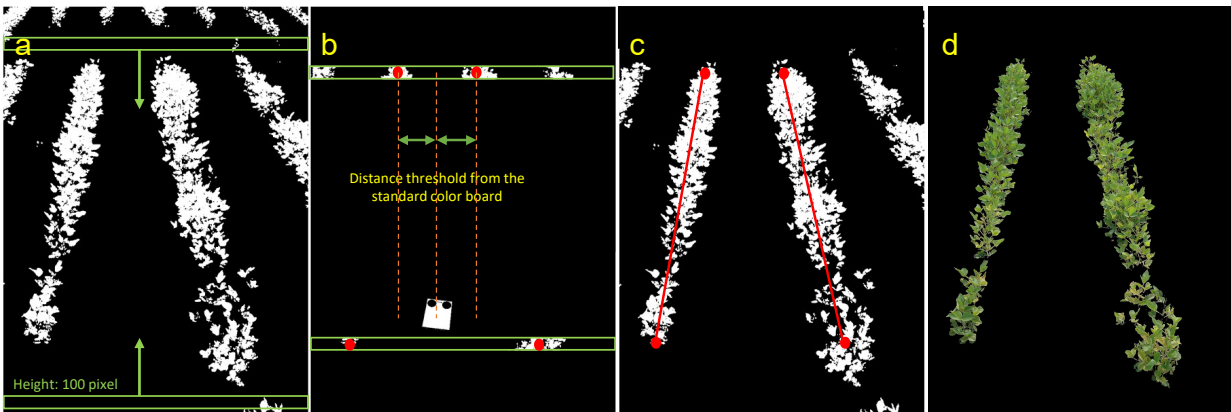 a
b
c
d
Distance threshold from the
standard color board
Height: 100 pixel